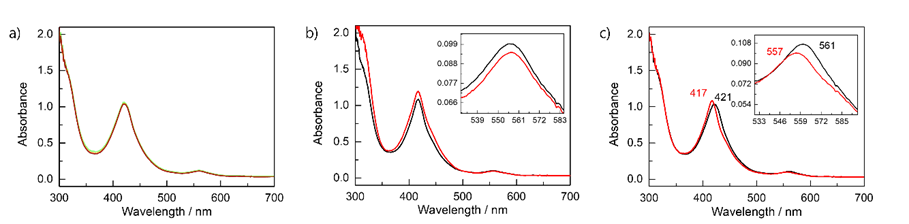 a)
2.0
1.5
1.0
0.5
0.0
Absorbance
300 400 500 600 700
Wavelength / nm
b)
2.0
1.5
1.0
0.5
0.0
Absorbance
300 400 500 600 700
Wavelength / nm
0.099
0.088
0.077
0.066
539 550 561 572 583
c)
2.0
1.5
1.0
0.5
0.0
Absorbance
300 400 500 600 700
Wavelength / nm
417
421
0.108
0.090
0.072
0.054
533 546 559 572 585
557
561